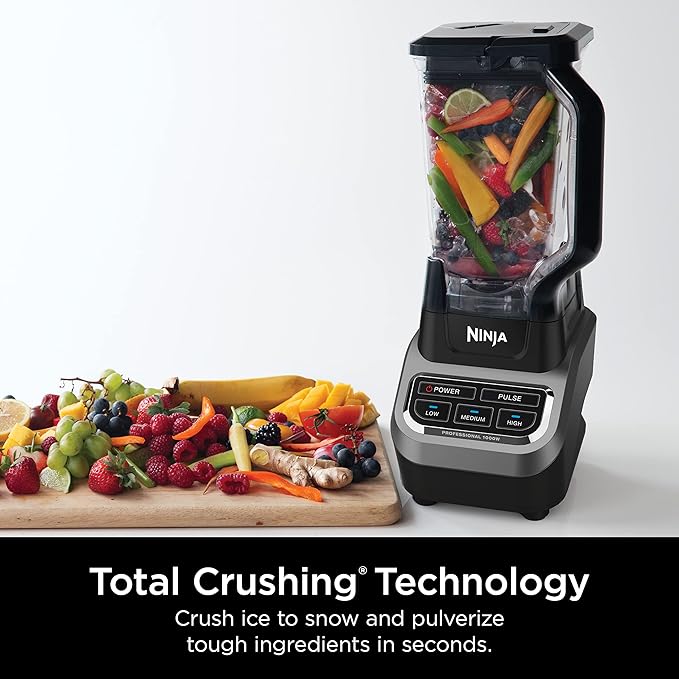 NINJA
POWER
PULSE
LOW
MEDIUM
HIGH
PROFESSIONAL 1000W
Total Crushing® Technology
Crush ice to snow and pulverize
tough ingredients in seconds.